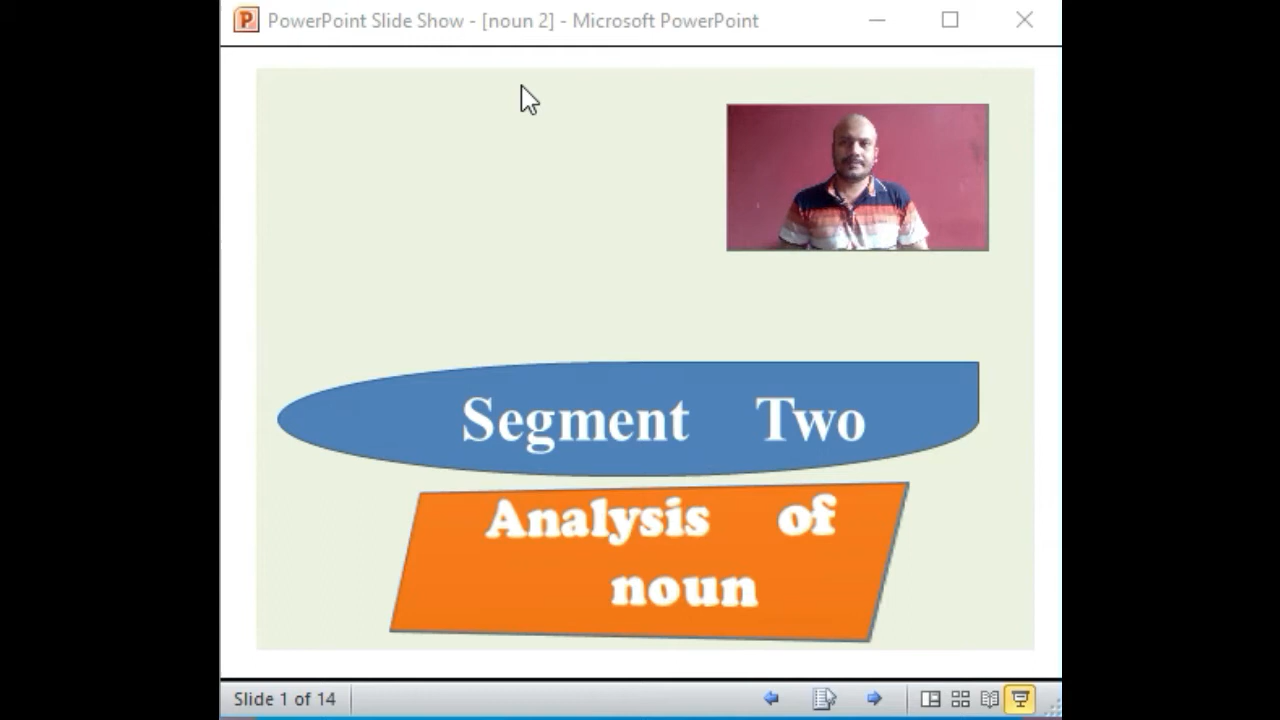 PowerPoint Slide Show - [noun 2] - Microsoft PowerPoint
Segment Two
Analysis of
noun
Slide 1 of 14